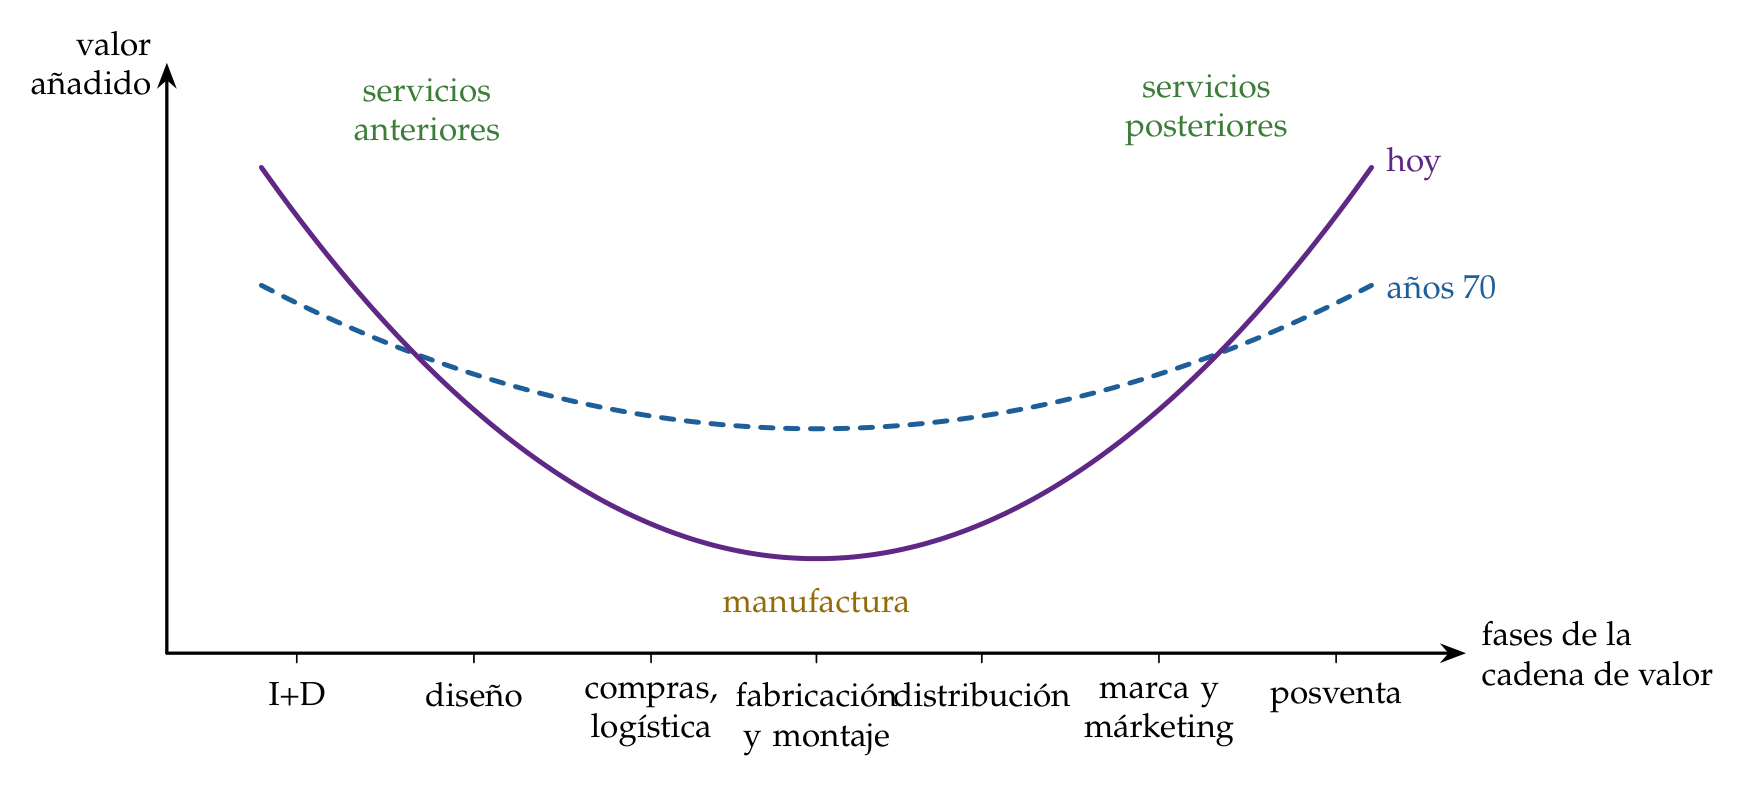 valor
añadido
servicios
anteriores
servicios
posteriores
hoy
años 70
manufactura
fases de la
cadena de valor
I+D
diseño
compras,
logística
fabricación
y montaje
distribución
marca y
márketing
posventa